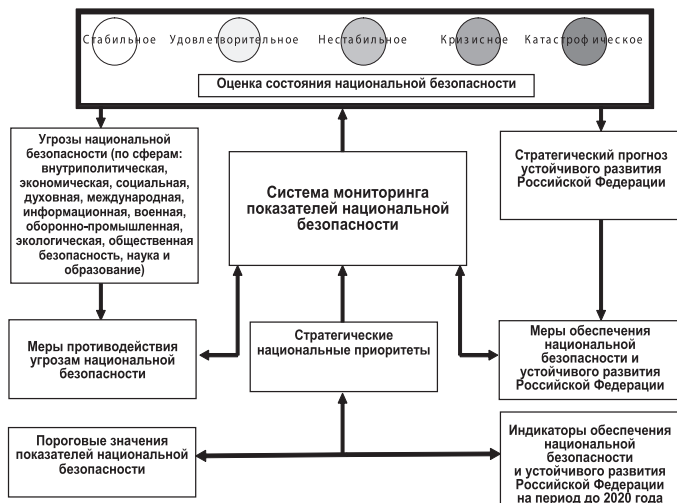 Стабильное Удовлетворительное Нестабильное Кризисное Катастрофическое
Оценка состояния национальной безопасности
Угрозы национальной
безопасности (по сферам:
внутриполитическая,
экономическая, социальная,
духовная, международная,
информационная, военная,
оборонно-промышленная,
экологическая, общественная
безопасность, наука и
образование)
Система мониторинга
показателей национальной
безопасности
Стратегический прогноз
устойчивого развития
Российской Федерации
Меры противодействия
угрозам национальной
безопасности
Стратегические
национальные приоритеты
Меры обеспечения
национальной
безопасности и
устойчивого развития
Российской Федерации
Пороговые значения
показателей национальной
безопасности
Индикаторы обеспечения
национальной
безопасности
и устойчивого развития
Российской Федерации
на период до 2020 года